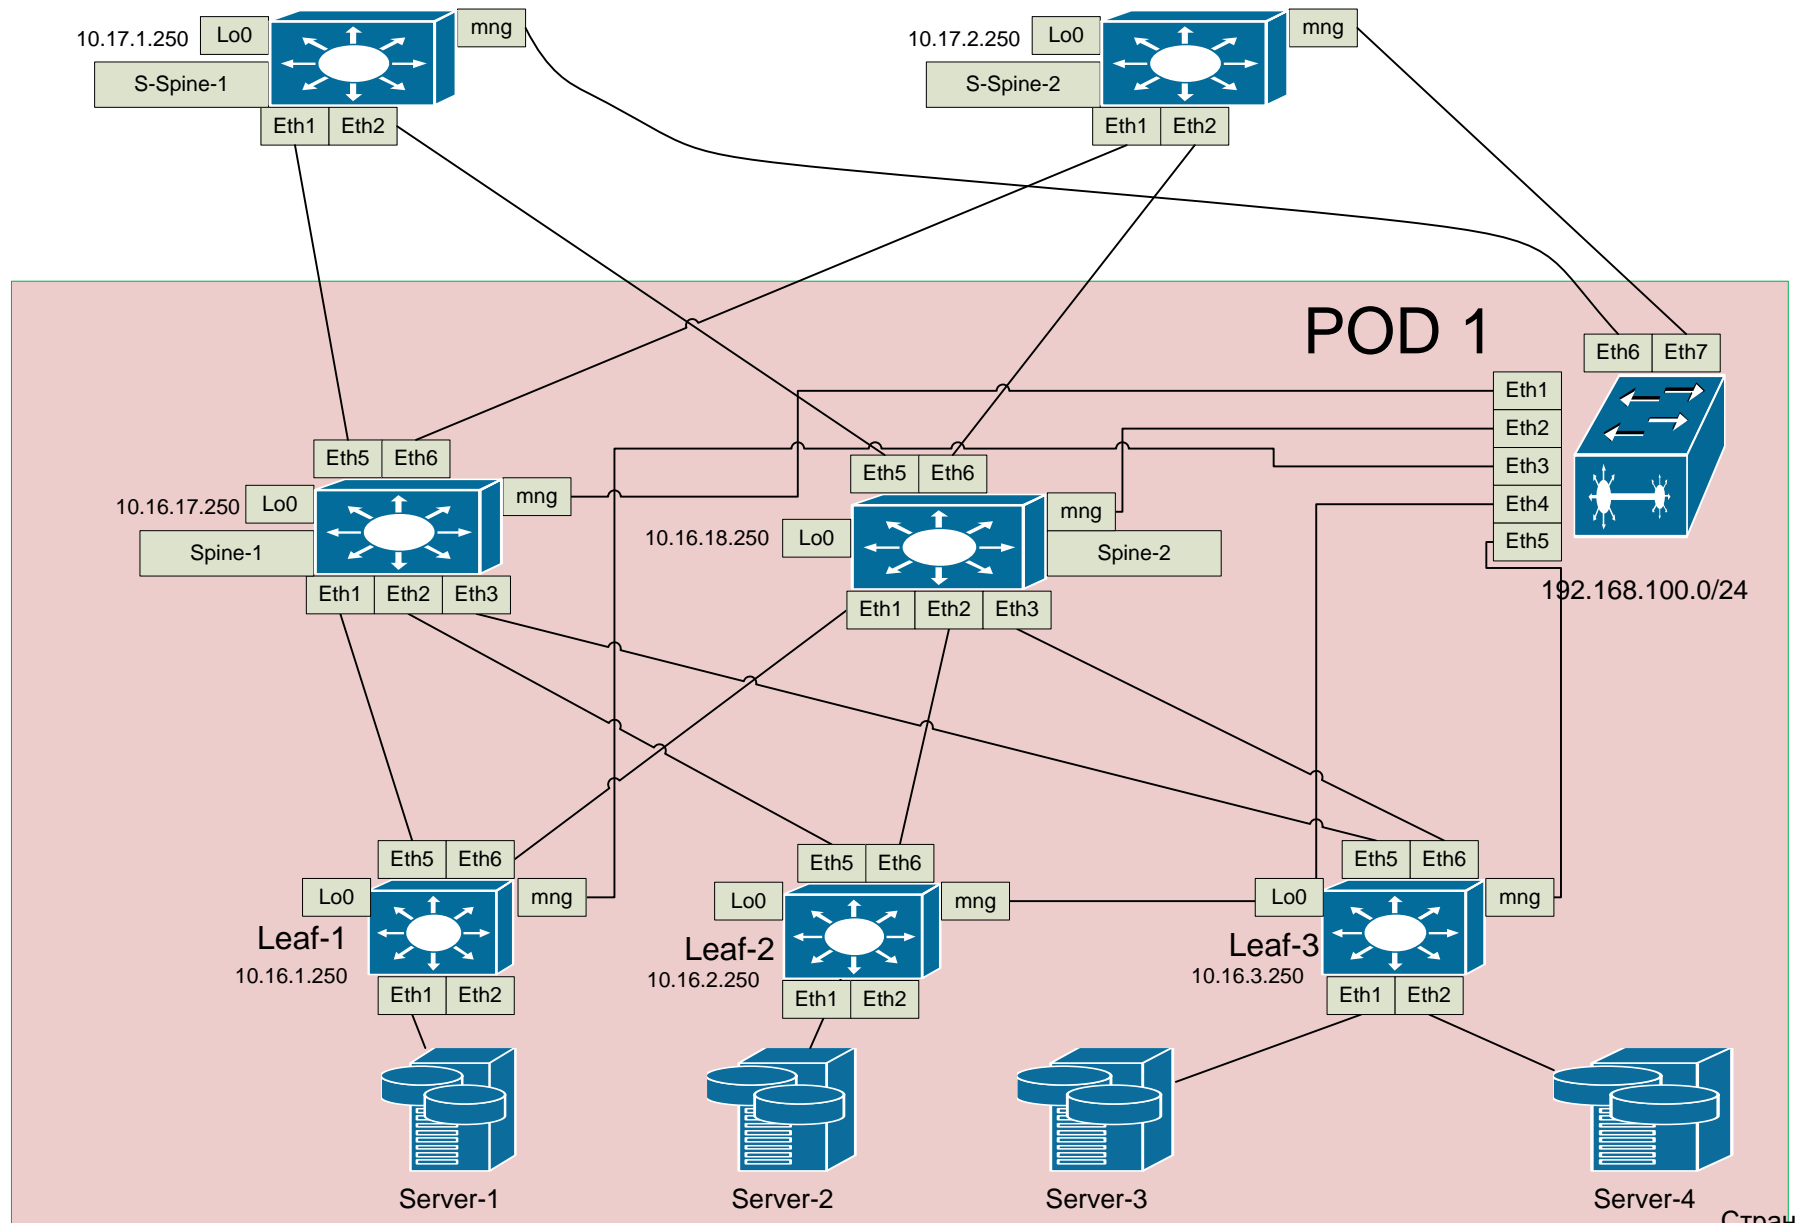 10.17.1.250 Lo0 mng
S-Spine-1
Eth1 Eth2
10.17.2.250 Lo0 mng
S-Spine-2
Eth1 Eth2
POD 1
Eth6 Eth7
Eth1
Eth2
Eth3
Eth4
Eth5
192.168.100.0/24
Eth5 Eth6
10.16.17.250 Lo0 mng
Spine-1
Eth1 Eth2 Eth3
Eth5 Eth6
10.16.18.250 Lo0 mng
Spine-2
Eth1 Eth2 Eth3
Eth5 Eth6
Lo0 mng
Leaf-1
10.16.1.250
Eth1 Eth2
Eth5 Eth6
Lo0 mng
Leaf-2
10.16.2.250
Eth1 Eth2
Eth5 Eth6
Lo0 mng
Leaf-3
10.16.3.250
Eth1 Eth2
Server-1
Server-2
Server-3
Server-4